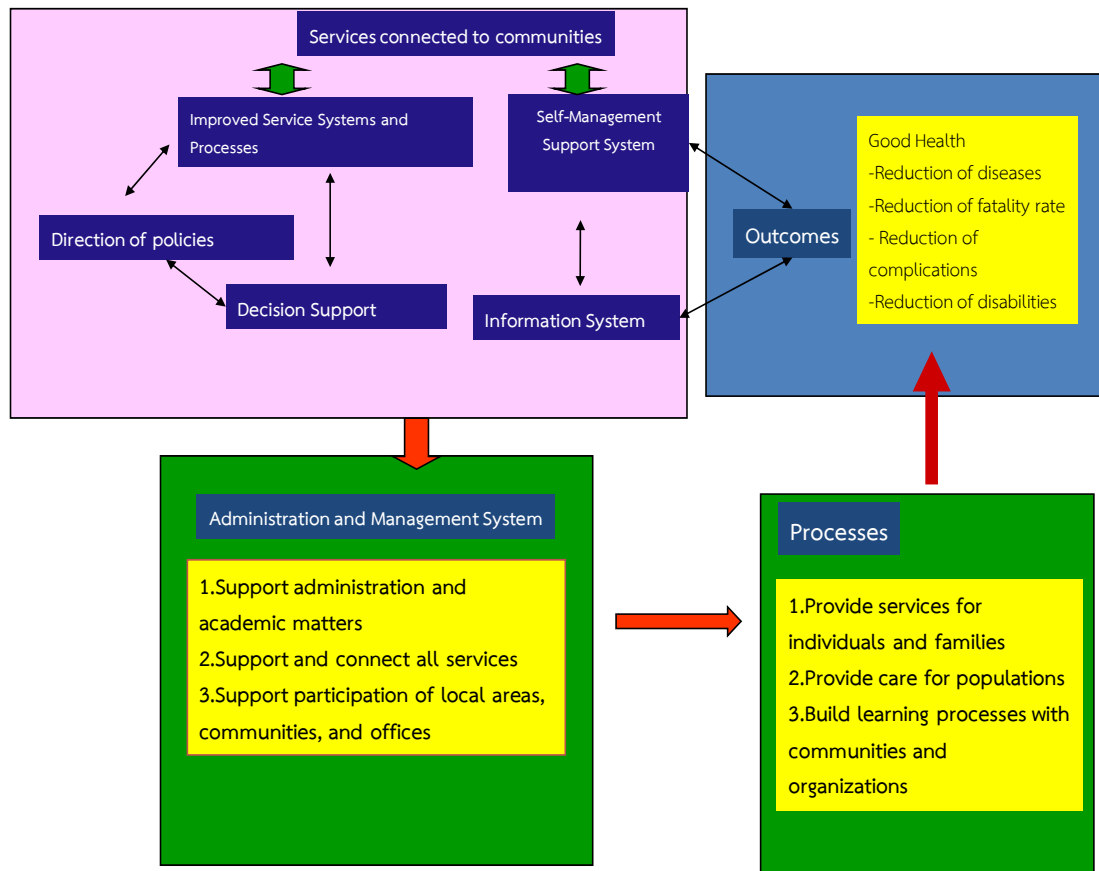 Services connected to communities
Improved Service Systems and
Processes
Self-Management
Support System
Direction of policies
Decision Support
Information System
Outcomes
Good Health
-Reduction of diseases
-Reduction of fatality rate
- Reduction of
complications
-Reduction of disabilities
Administration and Management System
1.Support administration and
academic matters
2.Support and connect all services
3.Support participation of local areas,
communities, and offices
Processes
1.Provide services for
individuals and families
2.Provide care for populations
3.Build learning processes with
communities and
organizations